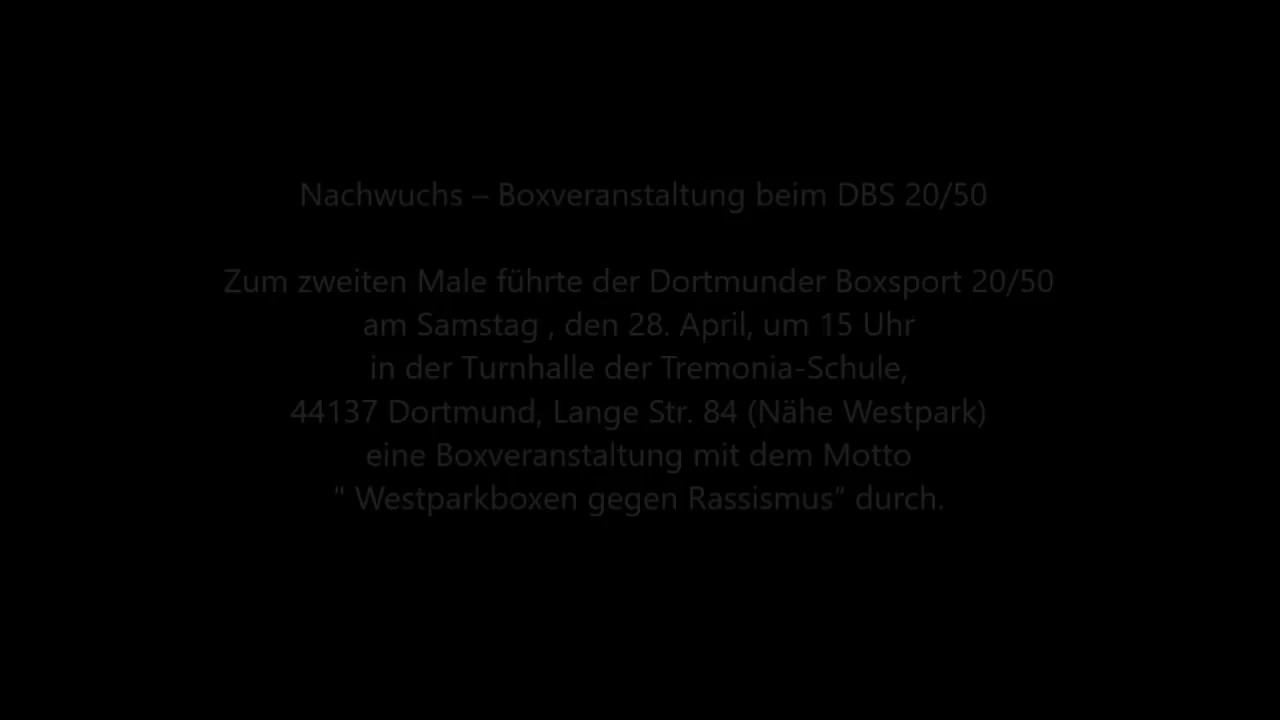 Nachwuchs – Boxveranstaltung beim DBS 20/50
Zum zweiten Male führte der Dortmunder Boxsport 20/50
am Samstag , den 28. April, um 15 Uhr
in der Turnhalle der Tremonia-Schule,
44137 Dortmund, Lange Str. 84 (Nähe Westpark)
eine Boxveranstaltung mit dem Motto
" Westparkboxen gegen Rassismus“ durch.